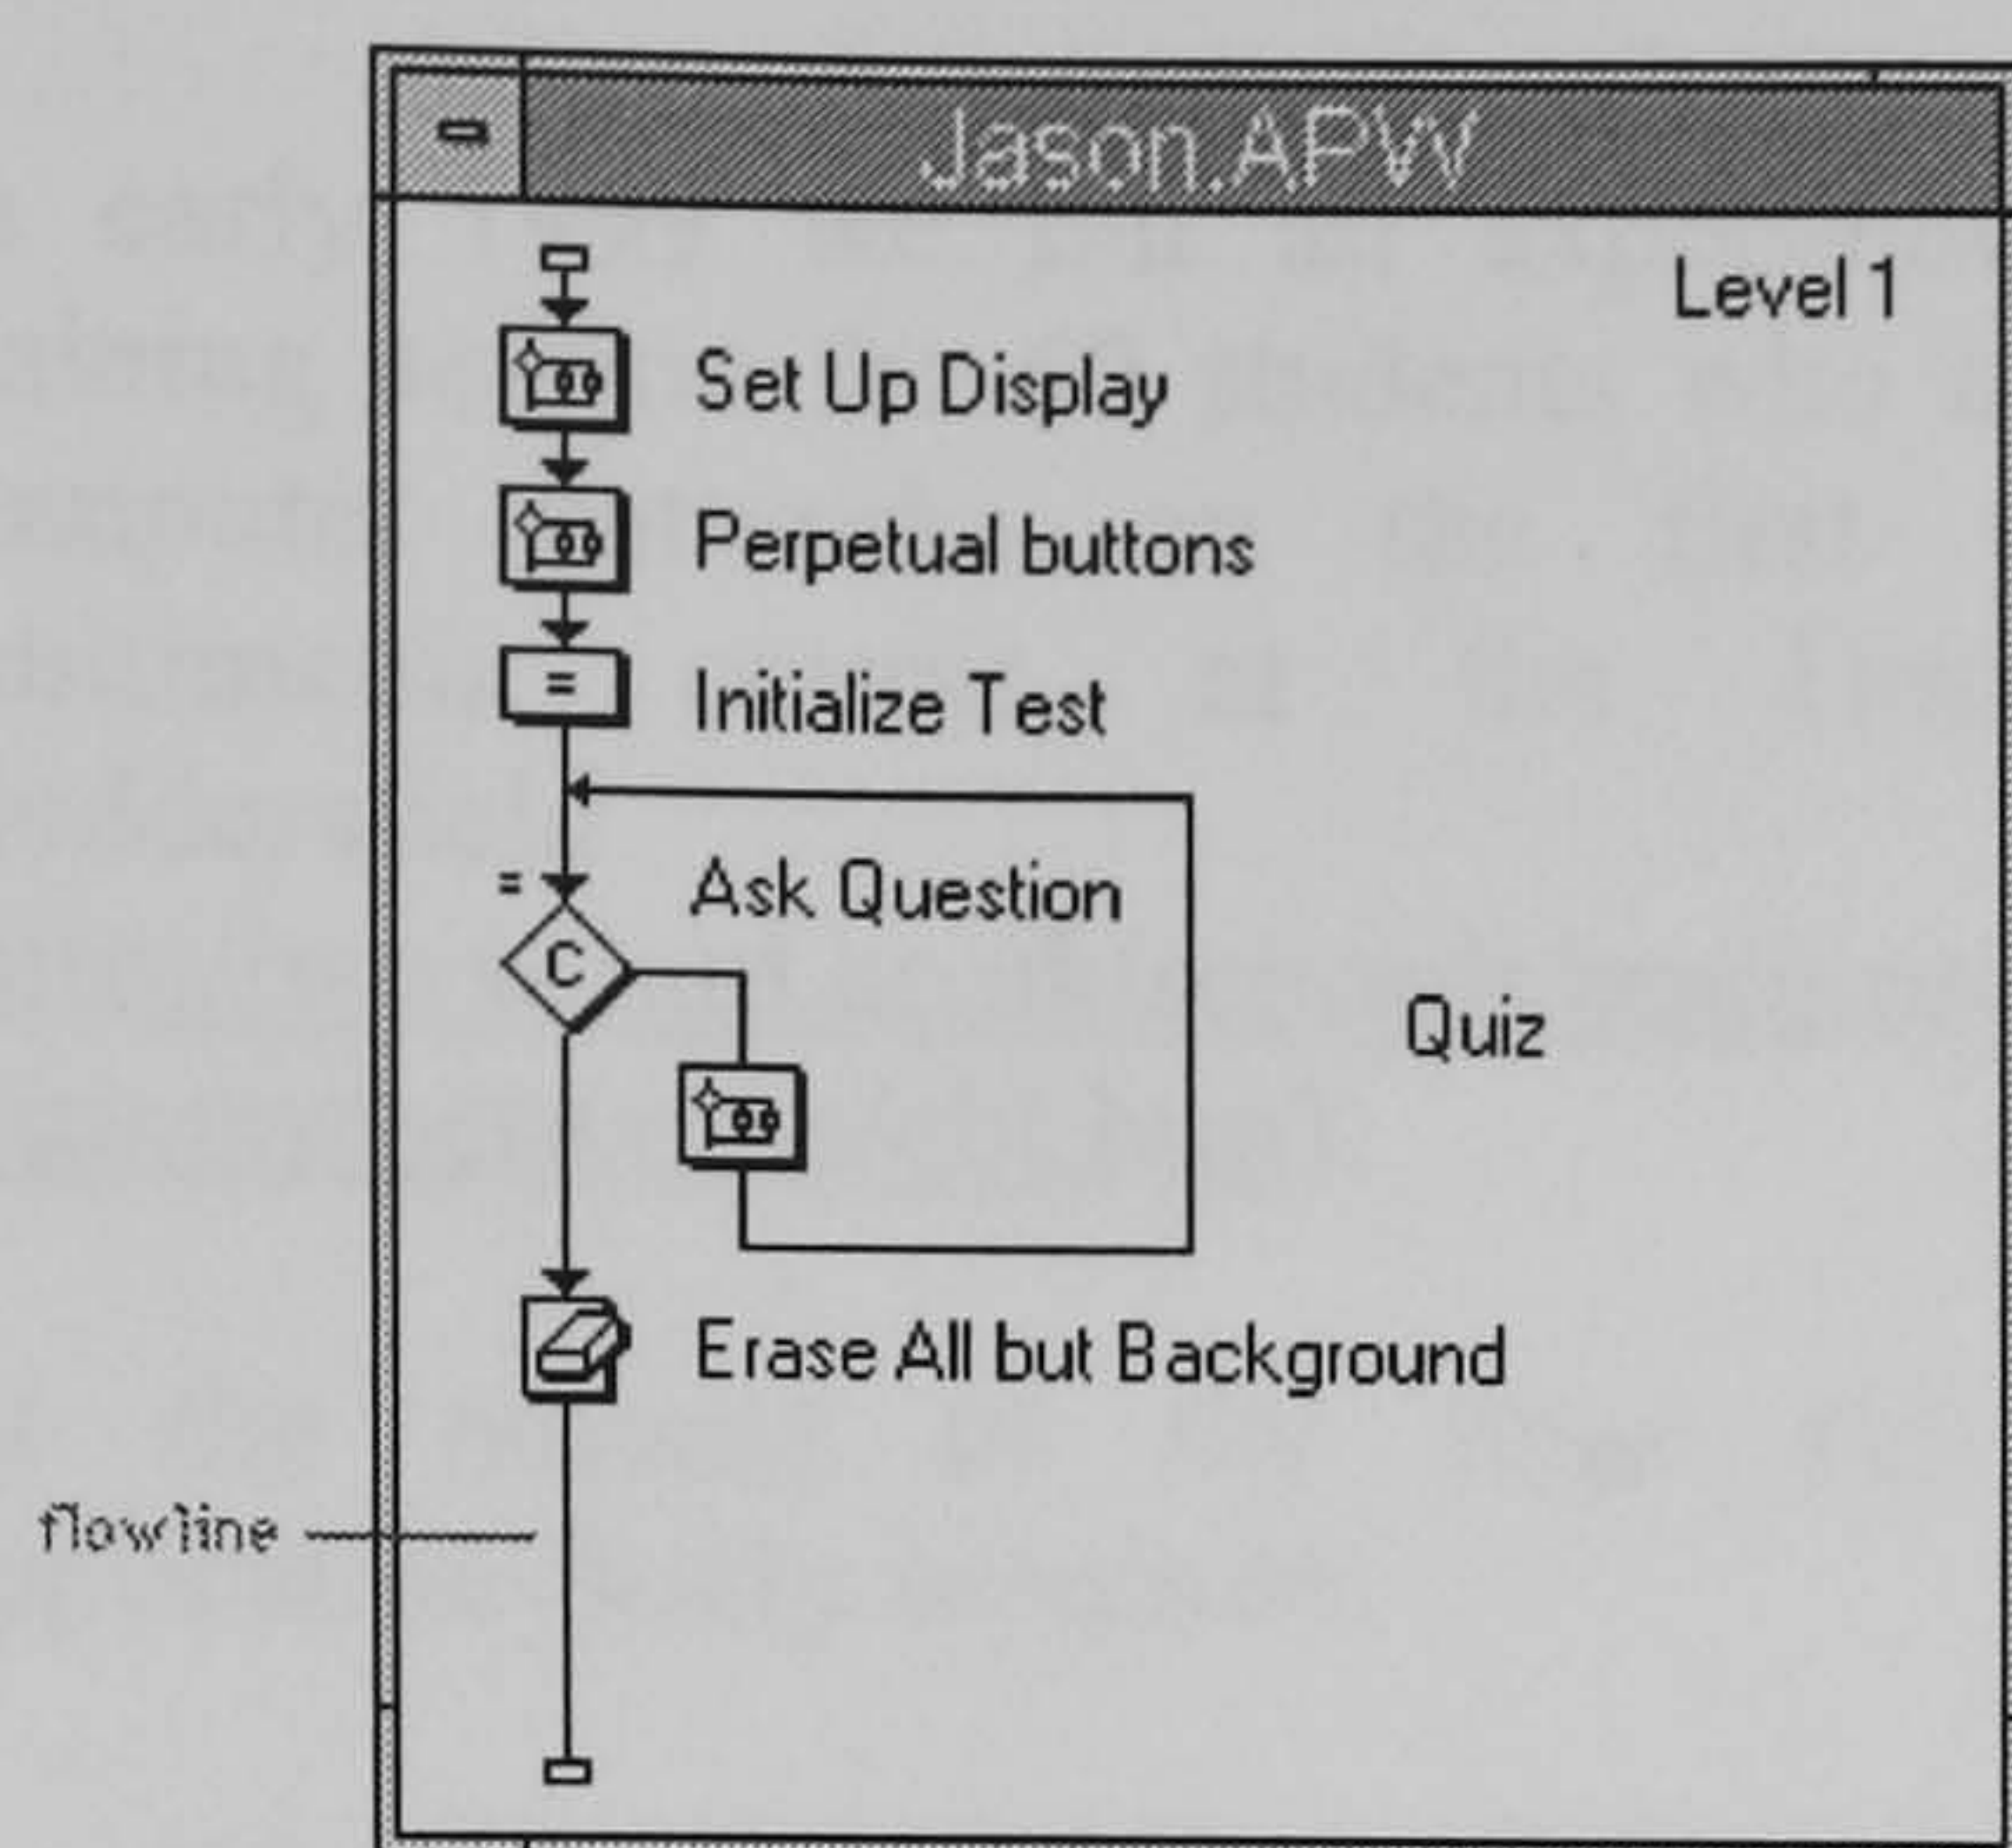 Jason.APW
Level 1
Set Up Display
Perpetual buttons
=
Initialize Test
=
Ask Question
C
Quiz
Erase All but Background
flowline